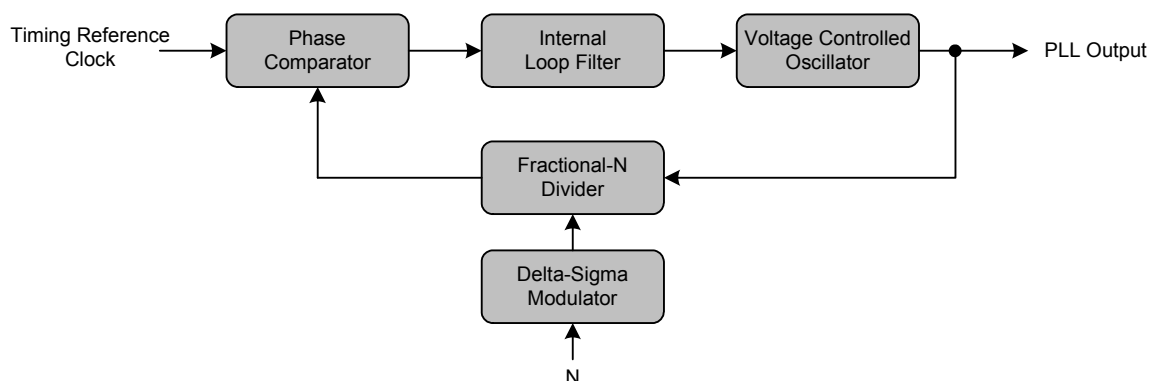 Timing Reference
Clock
Phase
Comparator
Internal
Loop Filter
Voltage Controlled
Oscillator
PLL Output
Fractional-N
Divider
Delta-Sigma
Modulator
N